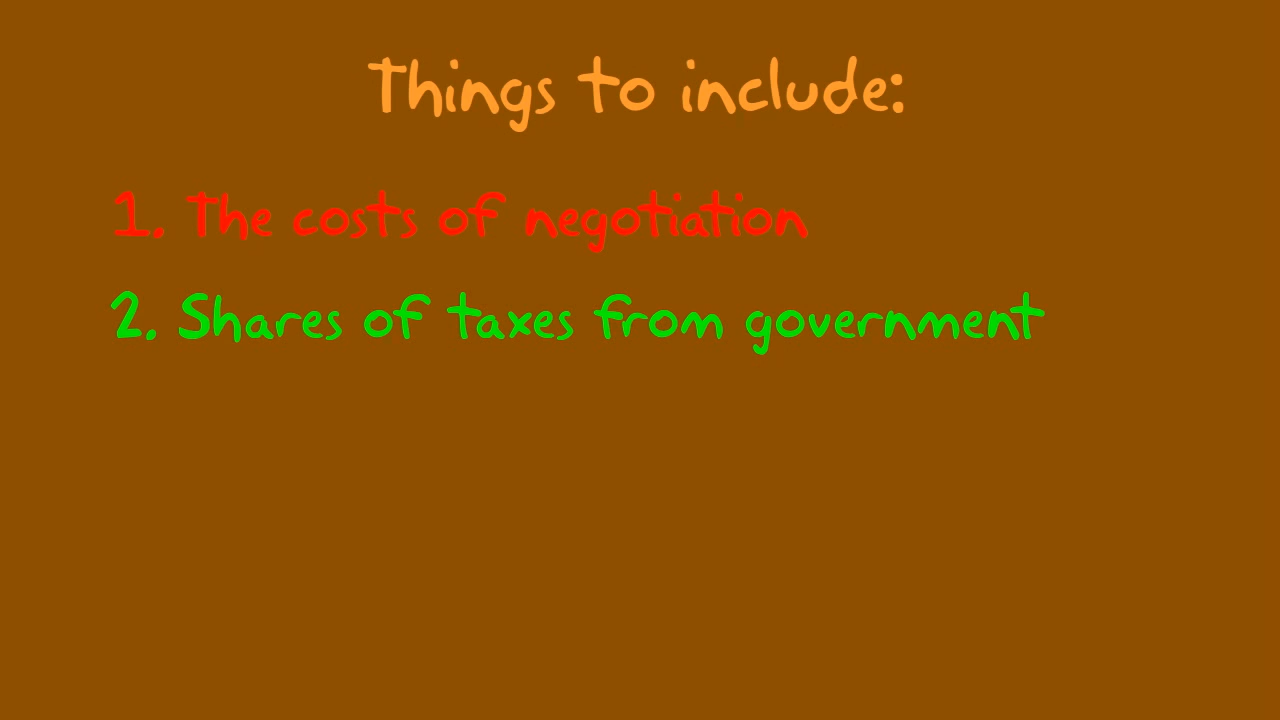 Things to include:
1. The costs of negotiation
2. Shares of taxes from government